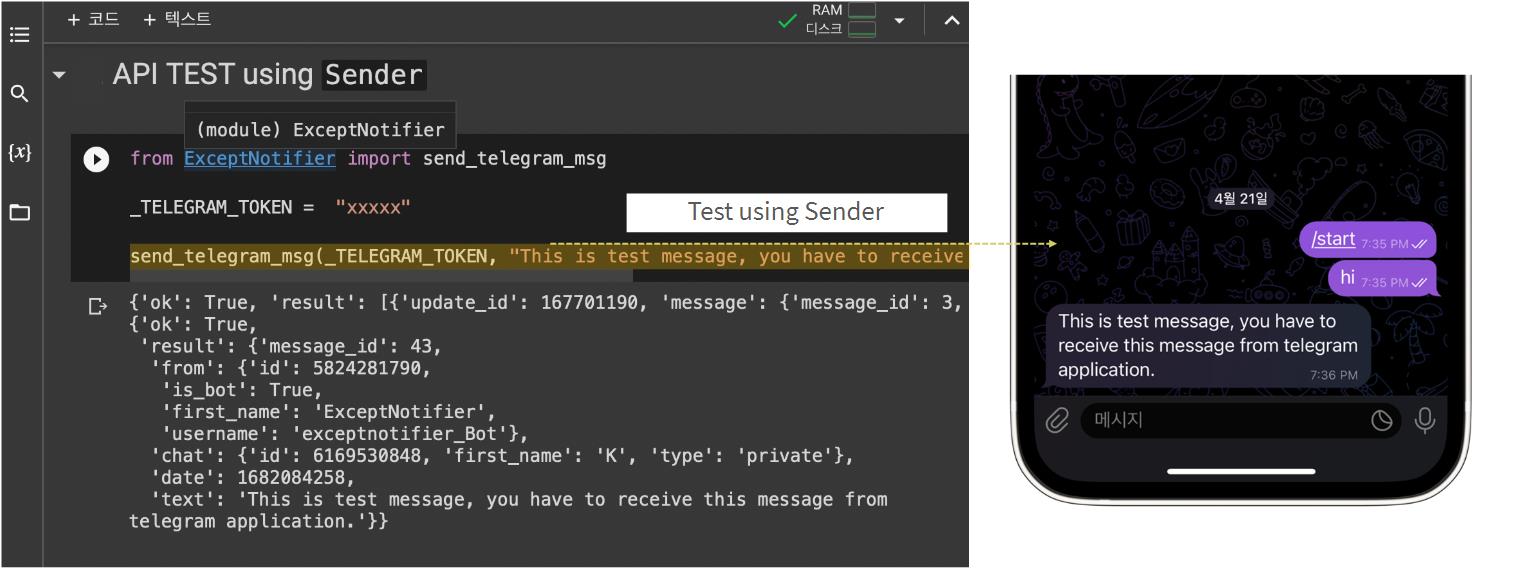 + 코드 + 텍스트
RAM
디스크
API TEST using Sender
(module) ExceptNotifier
{x}
from ExceptNotifier import send_telegram_msg
_TELEGRAM_TOKEN = "xxxxx"
Test using Sender
send_telegram_msg(_TELEGRAM_TOKEN, "This is test message, you have to receive
{'ok': True, 'result': [{'update_id': 167701190, 'message': {'message_id': 3,
{'ok': True,
'result': {'message_id': 43,
'from': {'id': 5824281790,
'is_bot': True,
'first_name': 'ExceptNotifier',
'username': 'exceptnotifier_Bot'},
'chat': {'id': 6169530848, 'first_name': 'K', 'type': 'private'},
'date': 1682084258,
'text': 'This is test message, you have to receive this message from
telegram application.'}}
4월 21일
/start 7:35 PM
hi 7:35 PM
This is test message, you have to
receive this message from telegram
application.
7:36 PM
메시지